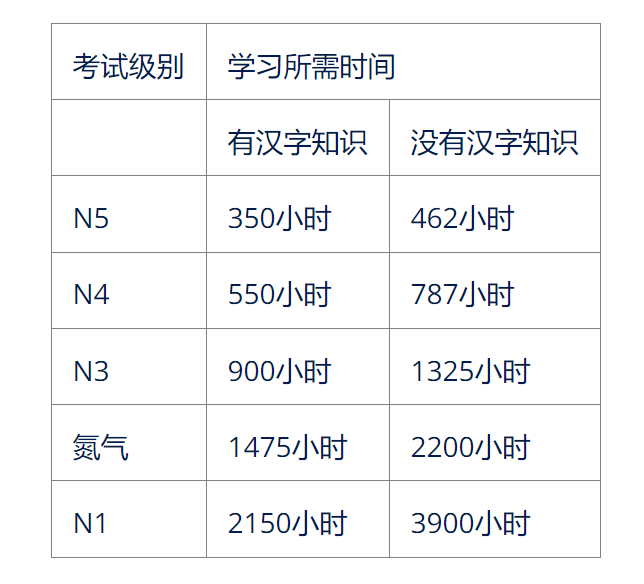 考试级别 学习所需时间
有汉字知识 没有汉字知识
N5 350小时 462小时
N4 550小时 787小时
N3 900小时 1325小时
氮气 1475小时 2200小时
N1 2150小时 3900小时